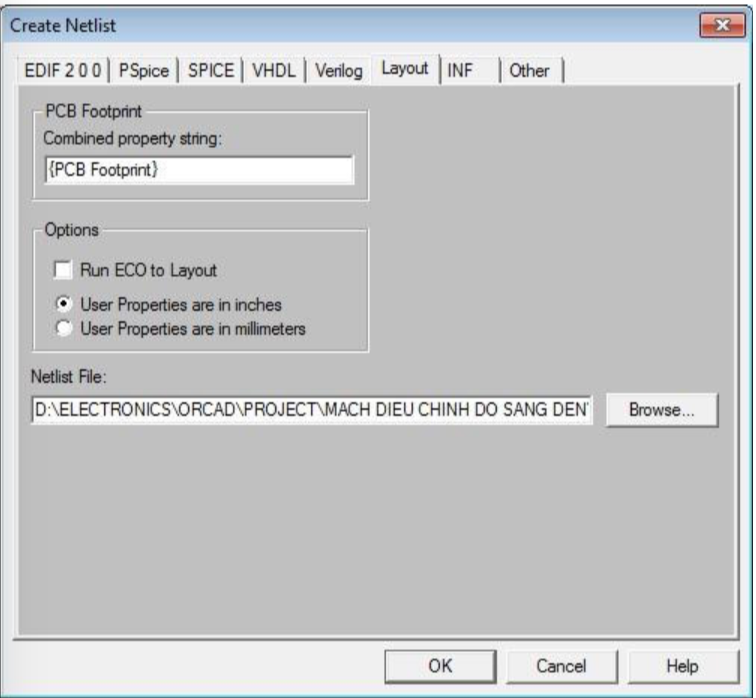 Create Netlist
EDIF 2 0 0 PSpice SPICE VHDL Verilog Layout INF Other
PCB Footprint
Combined property string:
{PCB Footprint}
Options
Run ECO to Layout
User Properties are in inches
User Properties are in millimeters
Netlist File:
D:\ELECTRONICS\ORCAD\PROJECT\MACH DIEU CHINH DO SANG DEN
Browse...
OK Cancel Help